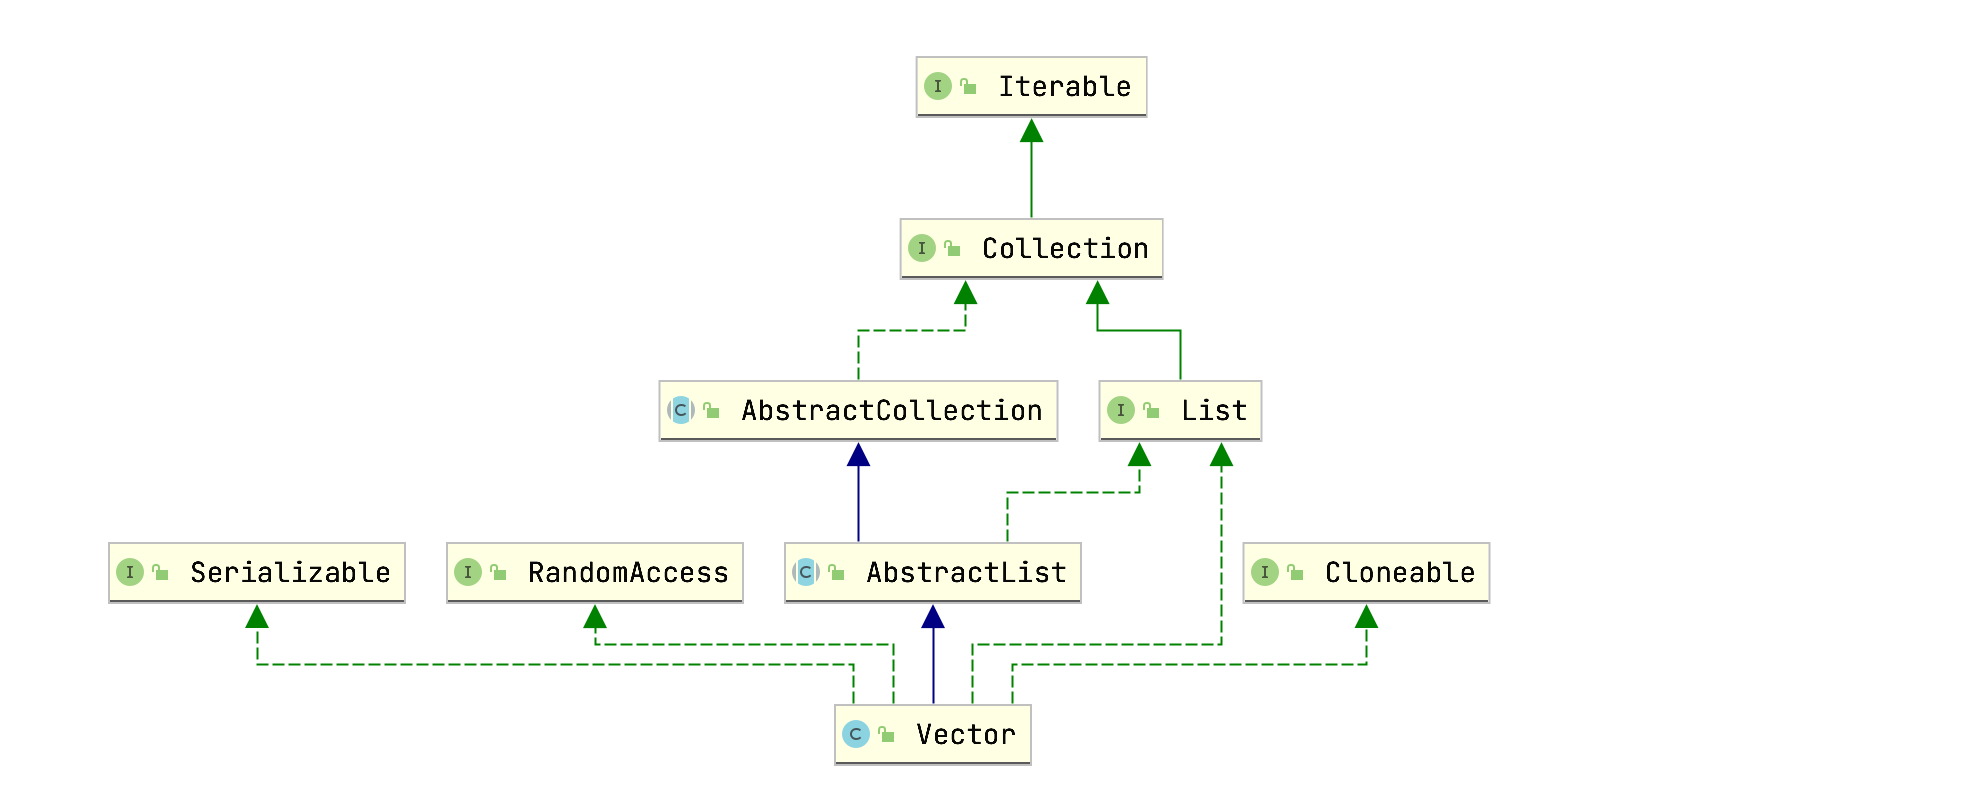 I Iterable
I Collection
C AbstractCollection
I List
I Serializable
I RandomAccess
C AbstractList
I Cloneable
C Vector